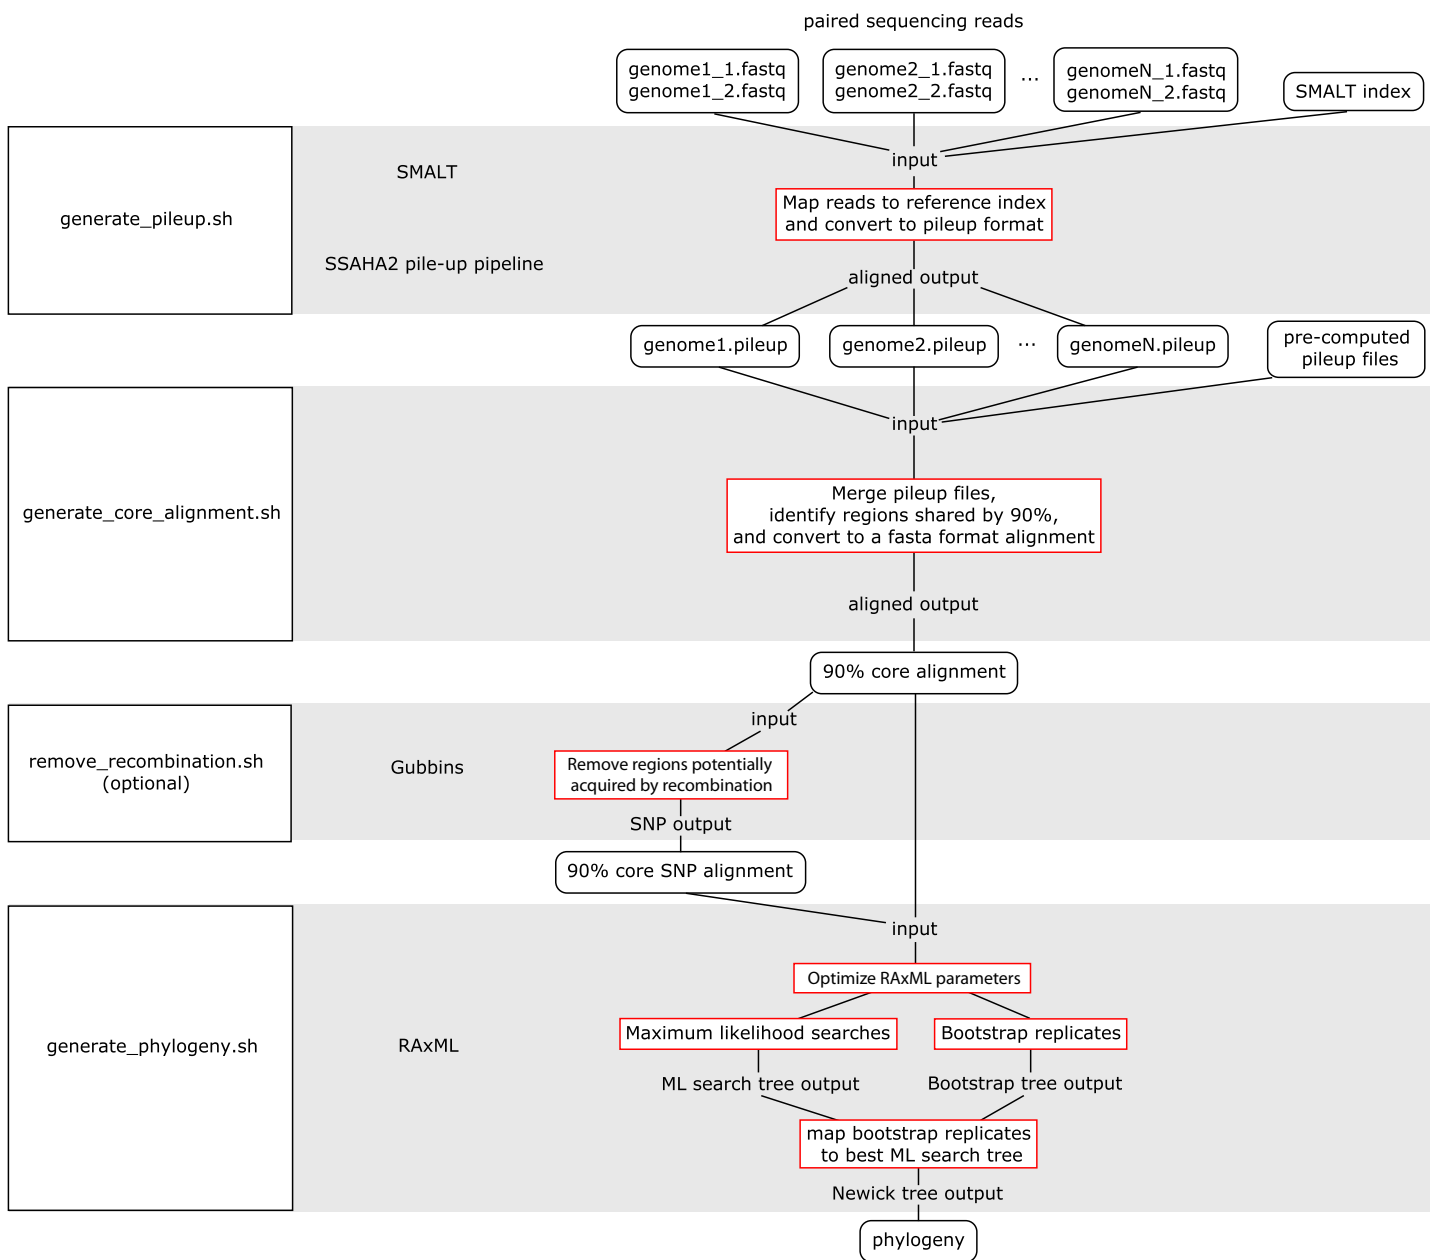 paired sequencing reads
genome1_1.fastq
genome1_2.fastq
genome2_1.fastq
genome2_2.fastq
...
genomeN_1.fastq
genomeN_2.fastq
SMALT index
input
generate_pileup.sh
SMALT
SSAHA2 pile-up pipeline
Map reads to reference index
and convert to pileup format
aligned output
genome1.pileup
genome2.pileup
...
genomeN.pileup
pre-computed
pileup files
input
generate_core_alignment.sh
Merge pileup files,
identify regions shared by 90%,
and convert to a fasta format alignment
aligned output
90% core alignment
input
remove_recombination.sh
(optional)
Gubbins
Remove regions potentially
acquired by recombination
SNP output
90% core SNP alignment
input
generate_phylogeny.sh
RAxML
Optimize RAxML parameters
Maximum likelihood searches
Bootstrap replicates
ML search tree output
Bootstrap tree output
map bootstrap replicates
to best ML search tree
Newick tree output
phylogeny